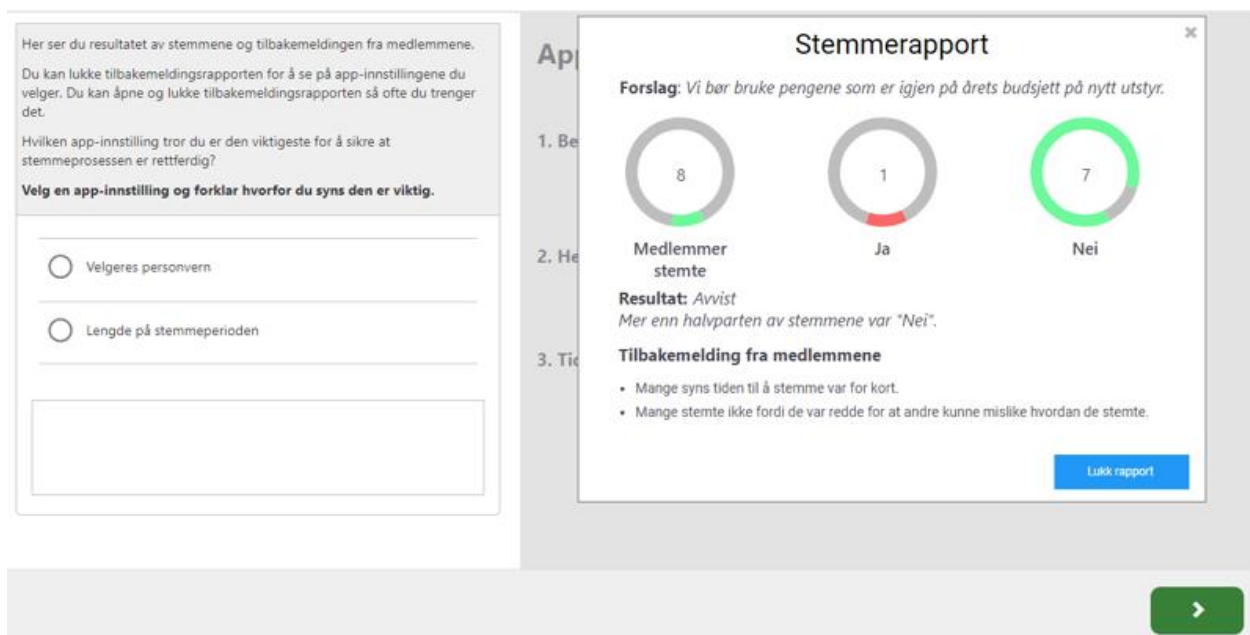 Her ser du resultatet av stemmene og tilbakemeldingen fra medlemmene.
Du kan lukke tilbakemeldingsrapporten for å se på app-innstillingene du
velger. Du kan åpne og lukke tilbakemeldingsrapporten så ofte du trenger
det.
Hvilken app-innstilling tror du er den viktigeste for å sikre at
stemmeprosessen er rettferdig?
Velg en app-innstilling og forklar hvorfor du syns den er viktig.
Velgeres personvern
Lengde på stemmeperioden
App
1. Be
2. He
3. Tid
Stemmerapport
×
Forslag: Vi bør bruke pengene som er igjen på årets budsjett på nytt utstyr.
8
1
7
Medlemmer
stemte
Ja
Nei
Resultat: Avvist
Mer enn halvparten av stemmene var "Nei".
Tilbakemelding fra medlemmene
• Mange syns tiden til å stemme var for kort.
• Mange stemte ikke fordi de var redde for at andre kunne mislike hvordan de stemte.
Lukk rapport